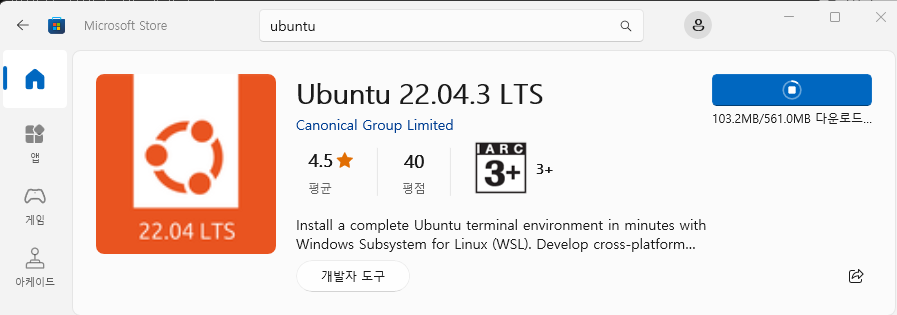 Microsoft Store
ubuntu
22.04 LTS
Ubuntu 22.04.3 LTS
Canonical Group Limited
4.5
평균
40
평점
IARC
3+
3+
103.2MB/561.0MB 다운로드...
Install a complete Ubuntu terminal environment in minutes with
Windows Subsystem for Linux (WSL). Develop cross-platform...
개발자 도구
앱
게임
아케이드